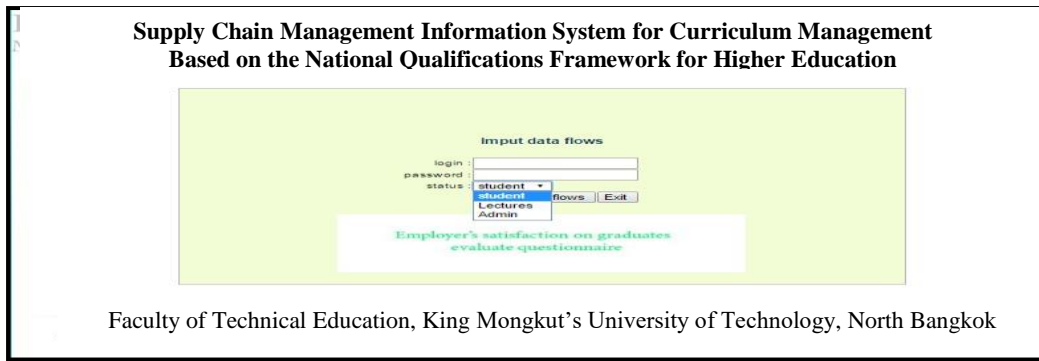 Supply Chain Management Information System for Curriculum Management
Based on the National Qualifications Framework for Higher Education
Imput data flows
login :
password :
status : student
student flows Exit
Lectures
Admin
Employer's satisfaction on graduates
evaluate questionnaire
Faculty of Technical Education, King Mongkut's University of Technology, North Bangkok